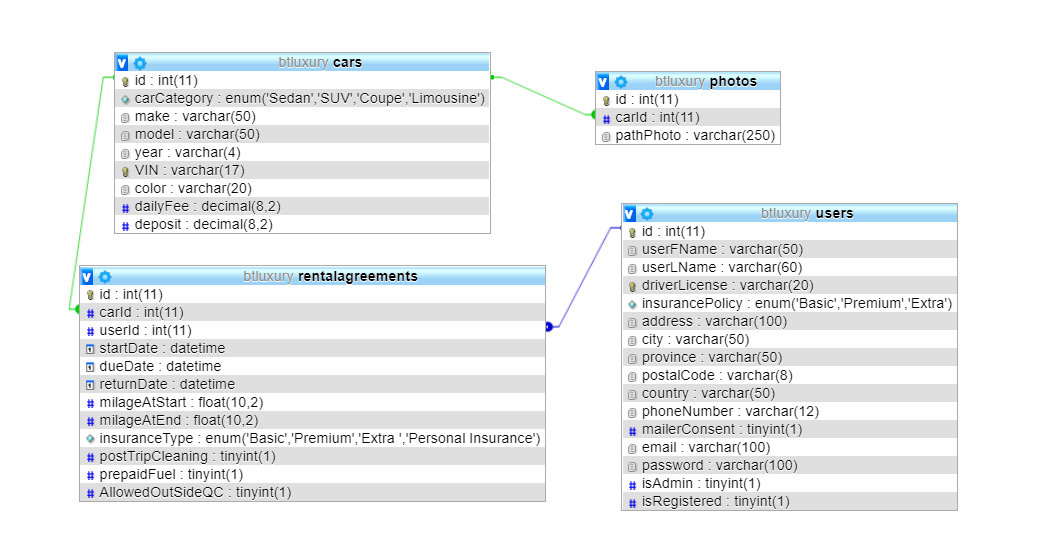 btluxury cars
id : int(11)
carCategory : enum('Sedan','SUV','Coupe','Limousine')
make : varchar(50)
model : varchar(50)
year : varchar(4)
VIN : varchar(17)
color : varchar(20)
dailyFee : decimal(8,2)
deposit : decimal(8,2)
btluxury photos
id : int(11)
carId : int(11)
pathPhoto : varchar(250)
btluxury rentalagreements
id : int(11)
carId : int(11)
userId : int(11)
startDate : datetime
dueDate : datetime
returnDate : datetime
milageAtStart : float(10,2)
milageAtEnd : float(10,2)
insuranceType : enum('Basic','Premium','Extra ','Personal Insurance')
postTripCleaning : tinyint(1)
prepaidFuel : tinyint(1)
AllowedOutSideQC : tinyint(1)
btluxury users
id : int(11)
userFName : varchar(50)
userLName : varchar(60)
driverLicense : varchar(20)
insurancePolicy : enum('Basic','Premium','Extra')
address : varchar(100)
city : varchar(50)
province : varchar(50)
postalCode : varchar(8)
country : varchar(50)
phoneNumber : varchar(12)
mailerConsent : tinyint(1)
email : varchar(100)
password : varchar(100)
isAdmin : tinyint(1)
isRegistered : tinyint(1)